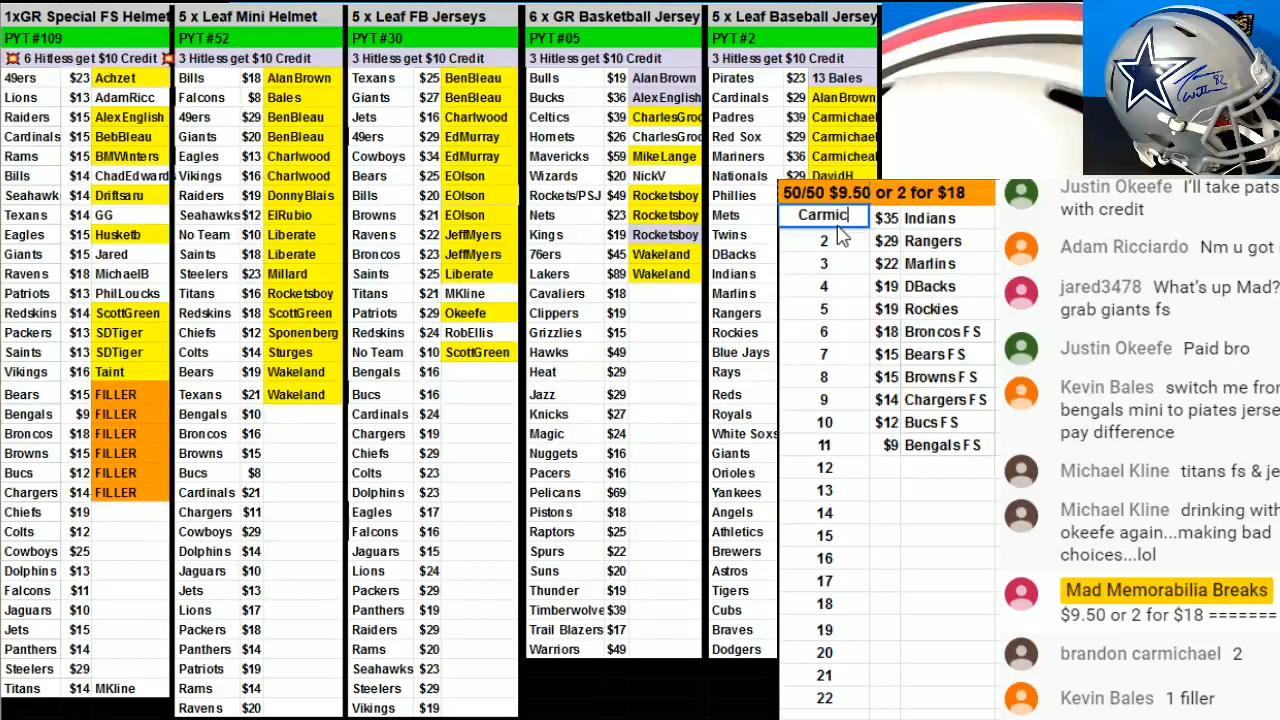 1xGR Special FS Helmet
PYT #109
💥 6 Hitless get $10 Credit 💥
49ers $23 Achzet
Lions $13 AdamRicc
Raiders $15 AlexEnglish
Cardinals $15 BebBleau
Rams $15 BMWinters
Bills $14 ChadEdwards
Seahawk $14 Driftsaru
Texans $14 GG
Eagles $15 Husketb
Giants $15 Jared
Ravens $18 MichaelB
Patriots $13 PhilLoucks
Redskins $14 ScottGreen
Packers $13 SDTiger
Saints $13 SDTiger
Vikings $16 Taint
Bears $15 FILLER
Bengals $9 FILLER
Broncos $18 FILLER
Browns $15 FILLER
Bucs $12 FILLER
Chargers $14 FILLER
Chiefs $19
Colts $12
Cowboys $25
Dolphins $13
Falcons $11
Jaguars $10
Jets $15
Panthers $14
Steelers $29
Titans $14 MKline
5 x Leaf Mini Helmet
PYT #52
3 Hitless get $10 Credit
Bills $18 AlanBrown
Falcons $8 Bales
49ers $29 BenBleau
Giants $20 BenBleau
Eagles $13 Charlwood
Vikings $16 Charlwood
Raiders $19 DonnyBlais
Seahawks $12 ElRubio
No Team $10 Liberate
Saints $18 Liberate
Steelers $23 Millard
Titans $16 Rocketsboy
Redskins $18 ScottGreen
Chiefs $12 Sponenberg
Colts $14 Sturges
Bears $19 Wakeland
Texans $21 Wakeland
Bengals $10
Broncos $16
Browns $15
Bucs $8
Cardinals $21
Chargers $11
Cowboys $29
Dolphins $14
Jaguars $10
Jets $13
Lions $17
Packers $18
Panthers $14
Patriots $19
Rams $14
Ravens $20
5 x Leaf FB Jerseys
PYT #30
3 Hitless get $10 Credit
Texans $25 BenBleau
Giants $27 BenBleau
Jets $16 Charlwood
49ers $29 EdMurray
Cowboys $34 EdMurray
Bears $25 EOlson
Bills $20 EOlson
Browns $21 EOlson
Ravens $22 JeffMyers
Broncos $23 JeffMyers
Saints $25 Liberate
Titans $21 MKline
Patriots $29 Okeefe
Redskins $24 RobEllis
No Team $10 ScottGreen
Bengals $16
Bucs $16
Cardinals $24
Chargers $19
Chiefs $29
Colts $23
Dolphins $23
Eagles $17
Falcons $16
Jaguars $15
Lions $24
Packers $29
Panthers $19
Raiders $29
Rams $20
Seahawks $23
Steelers $29
Vikings $19
6 x GR Basketball Jersey
PYT #05
3 Hitless get $10 Credit
Bulls $19 AlanBrown
Bucks $36 AlexEnglish
Celtics $39 CharlesGroo
Hornets $26 CharlesGroo
Mavericks $59 MikeLange
Wizards $20 NickV
Rockets/PSJ $49 Rocketsboy
Nets $23 Rocketsboy
Kings $19 Rocketsboy
76ers $45 Wakeland
Lakers $89 Wakeland
Cavaliers $18
Clippers $19
Grizzlies $15
Hawks $49
Heat $29
Jazz $29
Knicks $27
Magic $24
Nuggets $16
Pacers $16
Pelicans $69
Pistons $18
Raptors $25
Spurs $22
Suns $20
Thunder $19
Timberwolve $39
Trail Blazers $17
Warriors $49
5 x Leaf Baseball Jersey
PYT #2
3 Hitless get $10 Credit
Pirates $23 13 Bales
Cardinals $29 AlanBrown
Padres $39 Carmichael
Red Sox $29 Carmichael
Mariners $36 Carmicheal
Nationals $29 DavidH
Phillies
Mets
Twins
DBacks
Indians
Marlins
Rangers
Rockies
Blue Jays
Rays
Reds
Royals
White Soxs
Giants
Orioles
Yankees
Angels
Athletics
Brewers
Astros
Tigers
Cubs
Braves
Dodgers
50/50 $9.50 or 2 for $18
Carmic $35 Indians
2 $29 Rangers
3 $22 Marlins
4 $19 DBacks
5 $19 Rockies
6 $18 Broncos F S
7 $15 Bears F S
8 $15 Browns F S
9 $14 Chargers F S
10 $12 Bucs F S
11 $9 Bengals F S
12
13
14
15
16
17
18
19
20
21
22
Justin Okeefe I'll take pats
with credit
Adam Ricciardo Nm u got
jared3478 What's up Mad?
grab giants fs
Justin Okeefe Paid bro
Kevin Bales switch me from
bengals mini to piates jerse
pay difference
Michael Kline titans fs & je
Michael Kline drinking with
okeefe again...making bad
choices...lol
Mad Memorabilia Breaks
$9.50 or 2 for $18 =======
brandon carmichael 2
Kevin Bales 1 filler